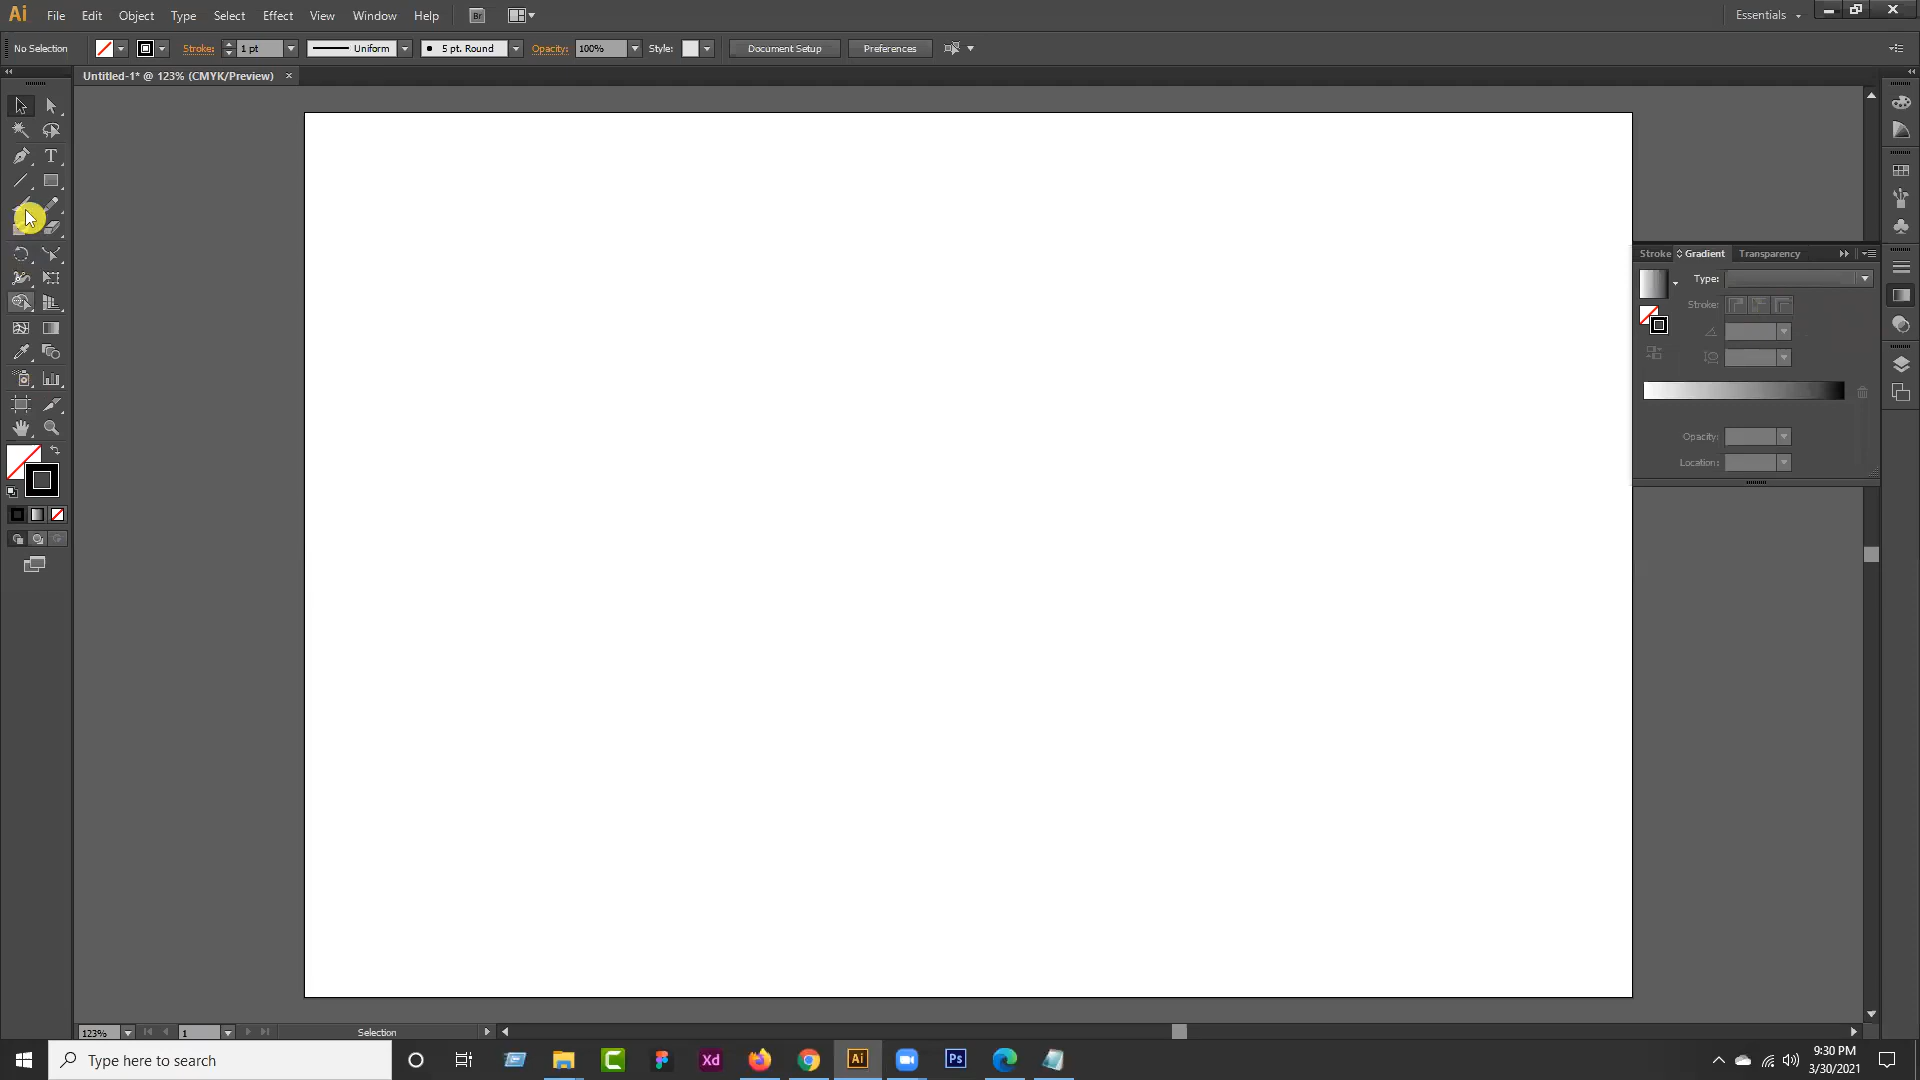 Ai File Edit Object Type Select Effect View Window Help Br Essentials
No Selection Stroke: 1 pt Uniform 5 pt. Round Opacity: 100% Style: Document Setup Preferences
Untitled-1* @ 123% (CMYK/Preview)
T
Stroke Gradient Transparency
Type:
Stroke:
Opacity:
Location:
123% 1 Selection
Type here to search Xd Ai Ps
9:30 PM
3/30/2021